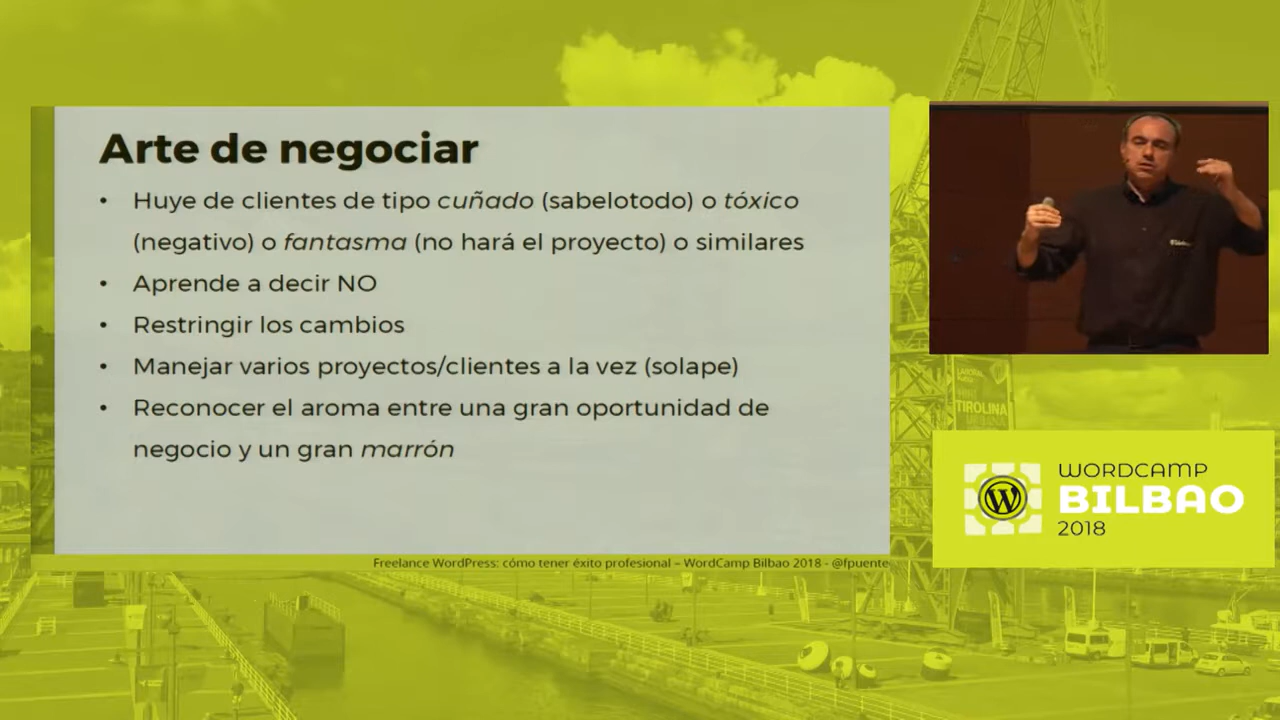 Arte de negociar
• Huye de clientes de tipo cuñado (sabelotodo) o tóxico
(negativo) o fantasma (no hará el proyecto) o similares
• Aprende a decir NO
• Restringir los cambios
• Manejar varios proyectos/clientes a la vez (solape)
• Reconocer el aroma entre una gran oportunidad de
negocio y un gran marrón
Freelance WordPress: cómo tener éxito profesional – WordCamp Bilbao 2018 - @fpuente
TIROLINA
WORDCAMP
BILBAO
2018